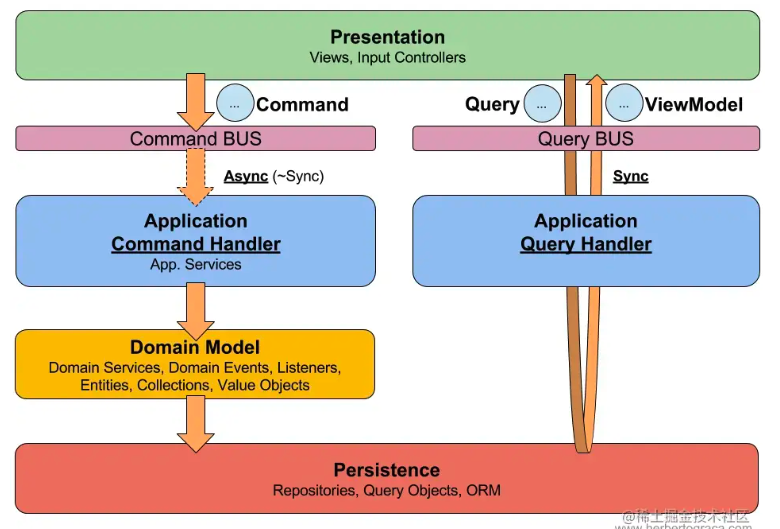 Presentation
Views, Input Controllers
... Command
Query ...
... ViewModel
Command BUS
Query BUS
Async (~Sync)
Sync
Application
Command Handler
App. Services
Application
Query Handler
Domain Model
Domain Services, Domain Events, Listeners,
Entities, Collections, Value Objects
Persistence
Repositories, Query Objects, ORM
@稀土掘金技术社区
www.herbertograca.com